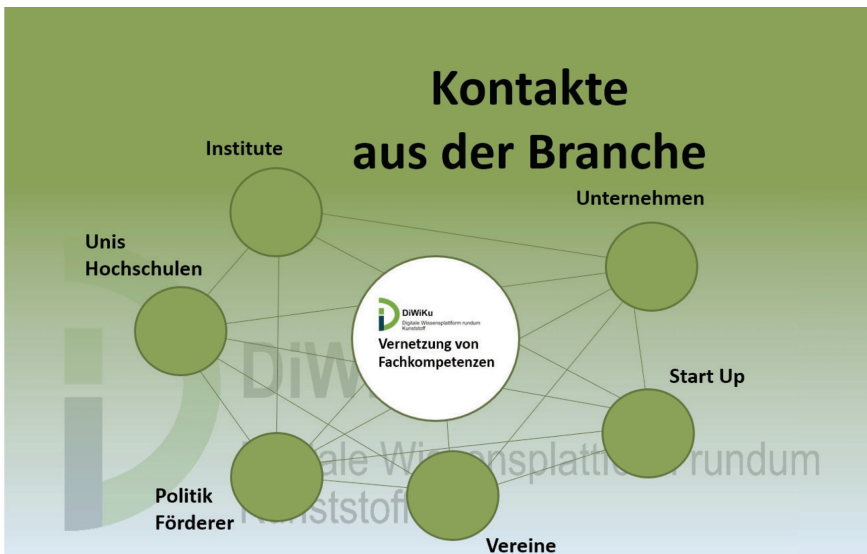 Kontakte
aus der Branche
Institute
Unternehmen
Unis
Hochschulen
DiWiKu
Digitale Wissensplattform rundum
Kunststoff
Vernetzung von
Fachkompetenzen
Start Up
Politik
Förderer
Vereine